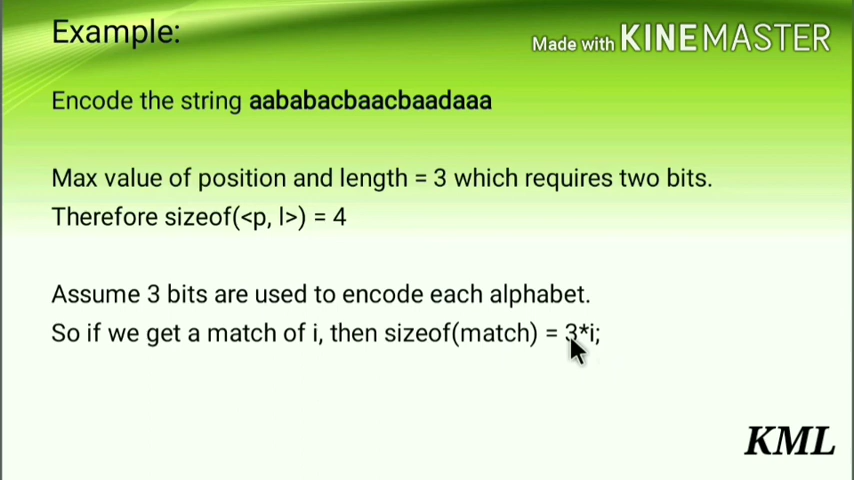 Example:
Made with KINEMASTER
Encode the string aababacbaacbaadaaa
Max value of position and length = 3 which requires two bits.
Therefore sizeof(<p, l>) = 4
Assume 3 bits are used to encode each alphabet.
So if we get a match of i, then sizeof(match) = 3*i;
KML